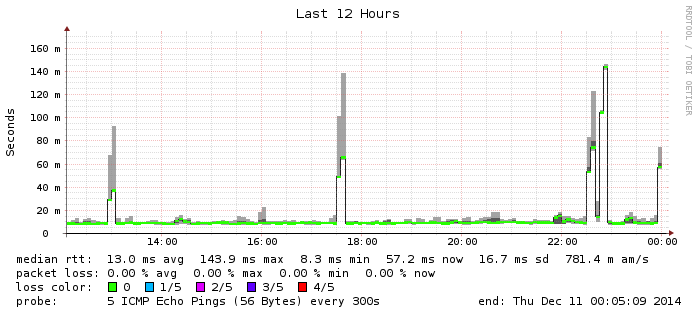 Last 12 Hours
RRDTOOL / TOBI OETIKER
Seconds
160 m
140 m
120 m
100 m
80 m
60 m
40 m
20 m
0
14:00 16:00 18:00 20:00 22:00 00:00
median rtt: 13.0 ms avg 143.9 ms max 8.3 ms min 57.2 ms now 16.7 ms sd 781.4 m am/s
packet loss: 0.00 % avg 0.00 % max 0.00 % min 0.00 % now
loss color: 0 1/5 2/5 3/5 4/5
probe: 5 ICMP Echo Pings (56 Bytes) every 300s end: Thu Dec 11 00:05:09 2014